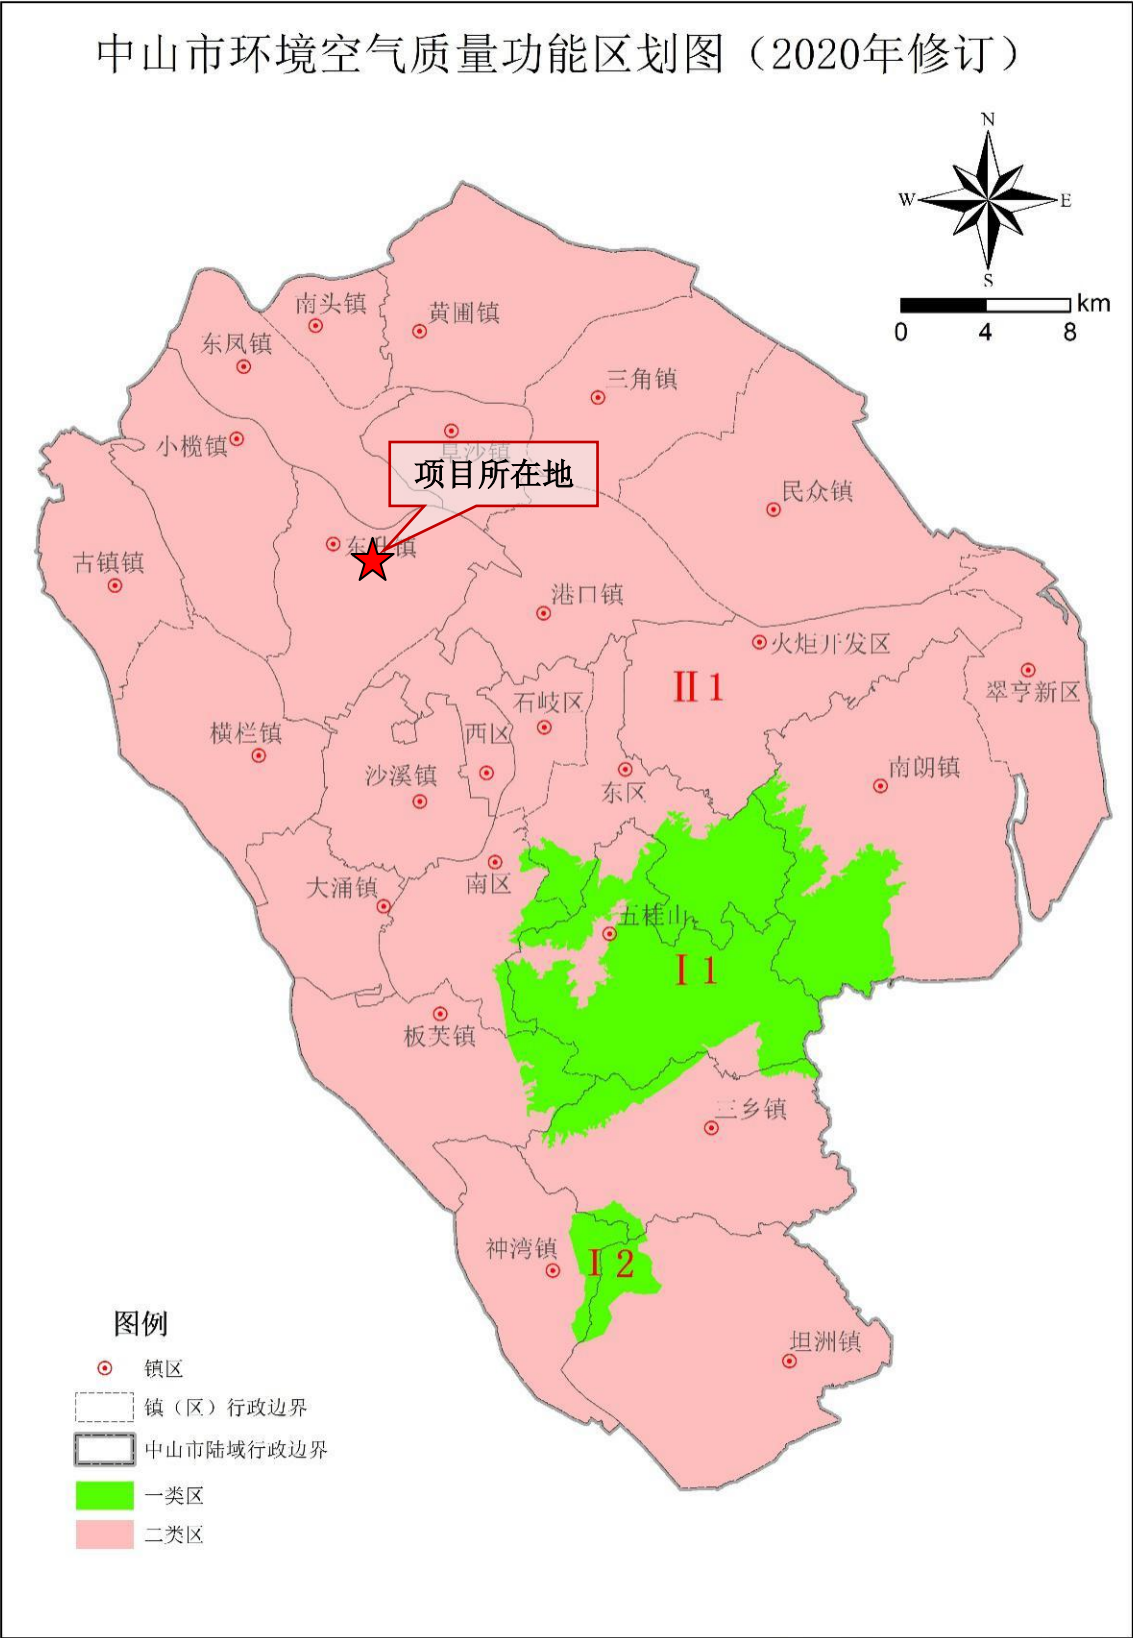 中山市环境空气质量功能区划图（2020年修订）
N
W
E
S
km
0 4 8
南头镇
黄圃镇
东凤镇
三角镇
小榄镇
阜沙镇
项目所在地
民众镇
东升镇
古镇镇
港口镇
火炬开发区
II 1
翠亨新区
石岐区
横栏镇
西区
沙溪镇
东区
南朗镇
大涌镇
南区
五桂山
I 1
板芙镇
三乡镇
神湾镇
I 2
坦洲镇
图例
镇区
镇（区）行政边界
中山市陆域行政边界
一类区
二类区